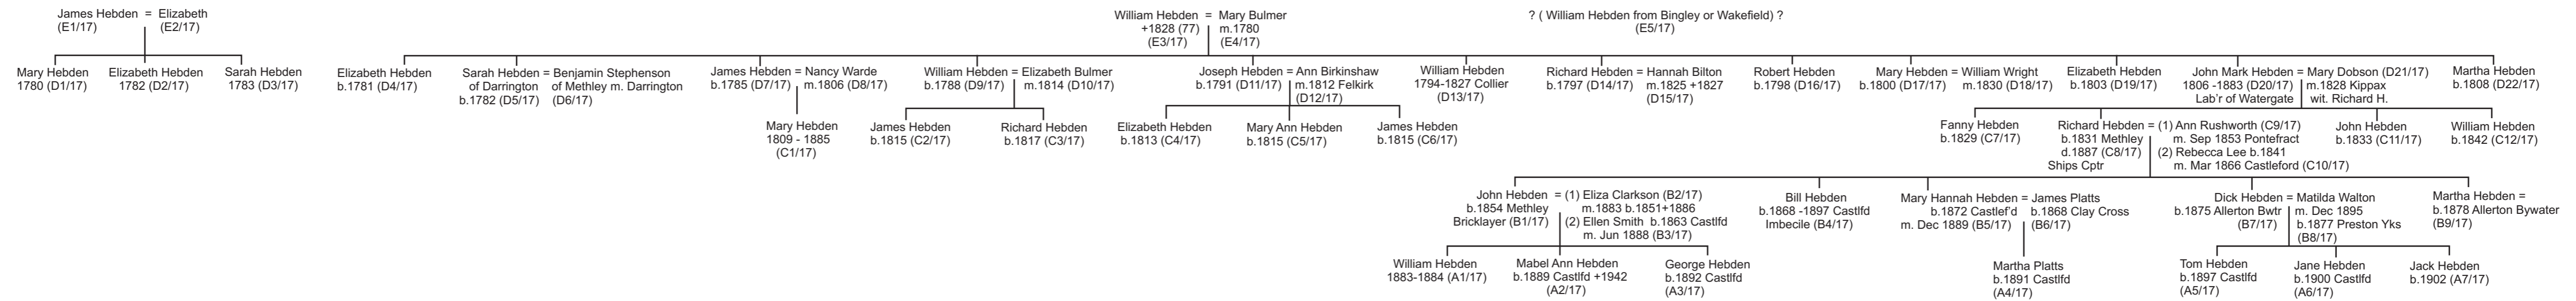 James Hebden = Elizabeth
(E1/17) (E2/17)
William Hebden = Mary Bulmer
+1828 (77) m.1780
(E3/17) (E4/17)
? ( William Hebden from Bingley or Wakefield) ?
(E5/17)
Mary Hebden
1780 (D1/17)
Elizabeth Hebden
1782 (D2/17)
Sarah Hebden
1783 (D3/17)
Elizabeth Hebden
b.1781 (D4/17)
Sarah Hebden = Benjamin Stephenson
of Darrington of Methley m. Darrington
b.1782 (D5/17) (D6/17)
James Hebden = Nancy Warde
b.1785 (D7/17) m.1806 (D8/17)
William Hebden = Elizabeth Bulmer
b.1788 (D9/17) m.1814 (D10/17)
Joseph Hebden = Ann Birkinshaw
b.1791 (D11/17) m.1812 Felkirk
(D12/17)
William Hebden
1794-1827 Collier
(D13/17)
Richard Hebden = Hannah Bilton
b.1797 (D14/17) m.1825 +1827
(D15/17)
Robert Hebden
b.1798 (D16/17)
Mary Hebden = William Wright
b.1800 (D17/17) m.1830 (D18/17)
Elizabeth Hebden
b.1803 (D19/17)
John Mark Hebden = Mary Dobson (D21/17)
1806 -1883 (D20/17) m.1828 Kippax
Lab'r of Watergate wit. Richard H.
Martha Hebden
b.1808 (D22/17)
Mary Hebden
1809 - 1885
(C1/17)
James Hebden
b.1815 (C2/17)
Richard Hebden
b.1817 (C3/17)
Elizabeth Hebden
b.1813 (C4/17)
Mary Ann Hebden
b.1815 (C5/17)
James Hebden
b.1815 (C6/17)
Fanny Hebden
b.1829 (C7/17)
Richard Hebden = (1) Ann Rushworth (C9/17)
b.1831 Methley m. Sep 1853 Pontefract
d.1887 (C8/17) (2) Rebecca Lee b.1841
Ships Cptr m. Mar 1866 Castleford (C10/17)
John Hebden
b.1833 (C11/17)
William Hebden
b.1842 (C12/17)
John Hebden = (1) Eliza Clarkson (B2/17)
b.1854 Methley m.1883 b.1851+1886
Bricklayer (B1/17) (2) Ellen Smith b.1863 Castlfd
m. Jun 1888 (B3/17)
Bill Hebden
b.1868 -1897 Castlfd
Imbecile (B4/17)
Mary Hannah Hebden = James Platts
b.1872 Castlef'd b.1868 Clay Cross
m. Dec 1889 (B5/17) (B6/17)
Dick Hebden = Matilda Walton
b.1875 Allerton Bwtr m. Dec 1895
(B7/17) b.1877 Preston Yks
(B8/17)
Martha Hebden =
b.1878 Allerton Bywater
(B9/17)
William Hebden
1883-1884 (A1/17)
Mabel Ann Hebden
b.1889 Castlfd +1942
(A2/17)
George Hebden
b.1892 Castlfd
(A3/17)
Martha Platts
b.1891 Castlfd
(A4/17)
Tom Hebden
b.1897 Castlfd
(A5/17)
Jane Hebden
b.1900 Castlfd
(A6/17)
Jack Hebden
b.1902 (A7/17)